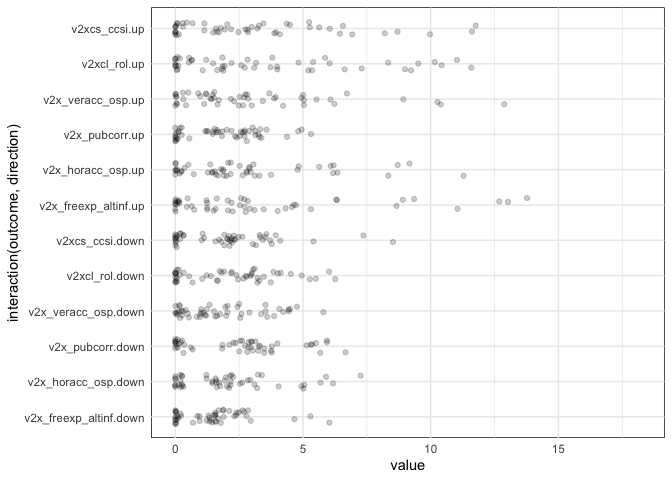 interaction(outcome, direction)
v2xcs_ccsi.up
v2xcl_rol.up
v2x_veracc_osp.up
v2x_pubcorr.up
v2x_horacc_osp.up
v2x_freexp_altinf.up
v2xcs_ccsi.down
v2xcl_rol.down
v2x_veracc_osp.down
v2x_pubcorr.down
v2x_horacc_osp.down
v2x_freexp_altinf.down
0 5 10 15
value